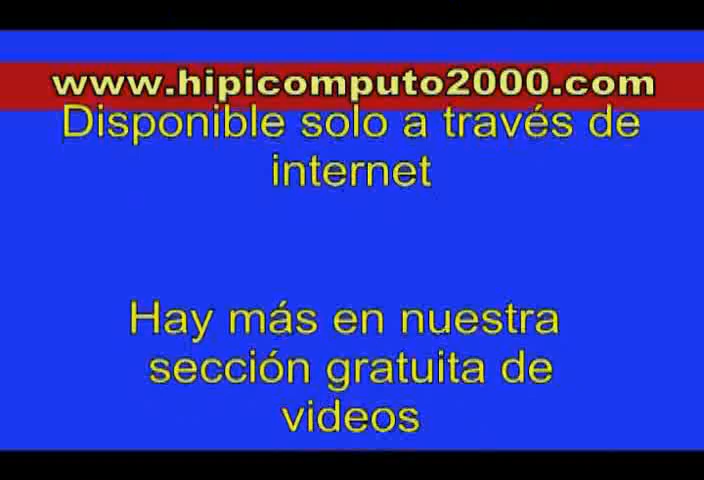 www.hipicomputo2000.com
Disponible solo a través de
internet
Hay más en nuestra
sección gratuita de
videos